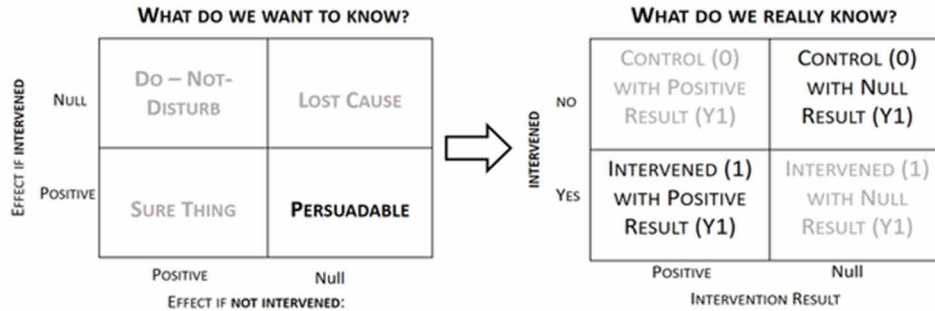 WHAT DO WE WANT TO KNOW?
EFFECT IF INTERVENED
NULL
POSITIVE
DO – NOT-
DISTURB
LOST CAUSE
SURE THING
PERSUADABLE
POSITIVE
Null
EFFECT IF NOT INTERVENED:
WHAT DO WE REALLY KNOW?
INTERVENED
NO
YES
CONTROL (0)
WITH POSITIVE
RESULT (Y1)
CONTROL (0)
WITH NULL
RESULT (Y1)
INTERVENED (1)
WITH POSITIVE
RESULT (Y1)
INTERVENED (1)
WITH NULL
RESULT (Y1)
POSITIVE
Null
INTERVENTION RESULT